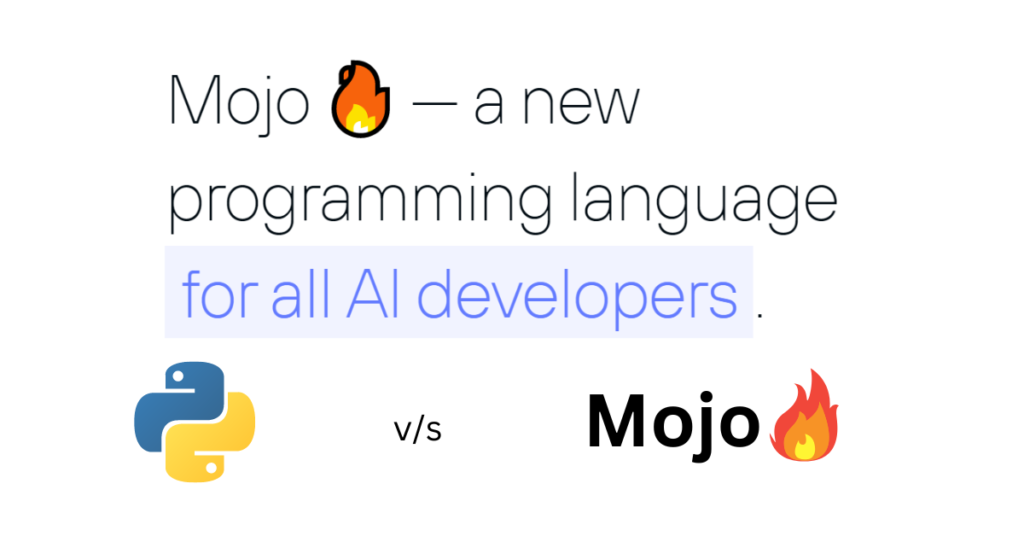 Mojo 🔥 — a new
programming language
for all AI developers .
v/s
Mojo🔥